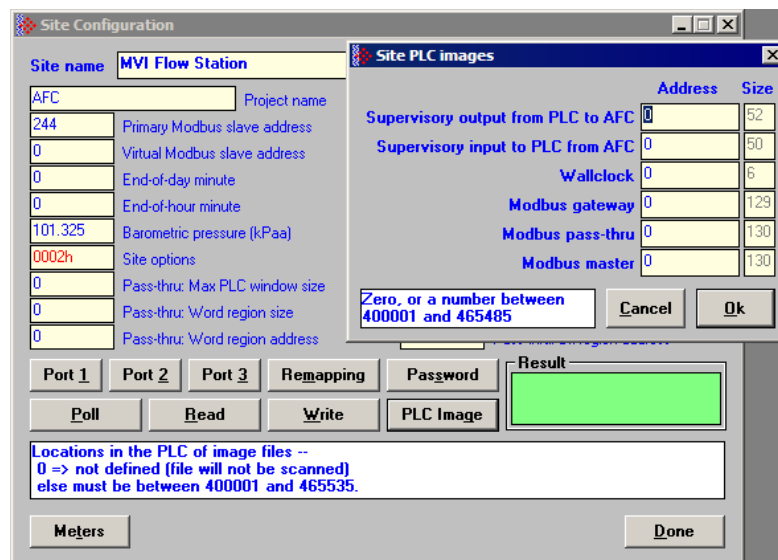 Site Configuration
Site name MVI Flow Station
AFC Project name
244 Primary Modbus slave address
0 Virtual Modbus slave address
0 End-of-day minute
0 End-of-hour minute
101.325 Barometric pressure (kPaa)
0002h Site options
0 Pass-thru: Max PLC window size
0 Pass-thru: Word region size
0 Pass-thru: Word region address
Site PLC images
Address Size
Supervisory output from PLC to AFC 0 52
Supervisory input to PLC from AFC 0 50
Wallclock 0 6
Modbus gateway 0 129
Modbus pass-thru 0 130
Modbus master 0 130
Zero, or a number between
400001 and 465485
Cancel Ok
Port 1 Port 2 Port 3 Remapping Password
Result
Poll Read Write PLC Image
Locations in the PLC of image files --
0 => not defined (file will not be scanned)
else must be between 400001 and 465535.
Meters Done